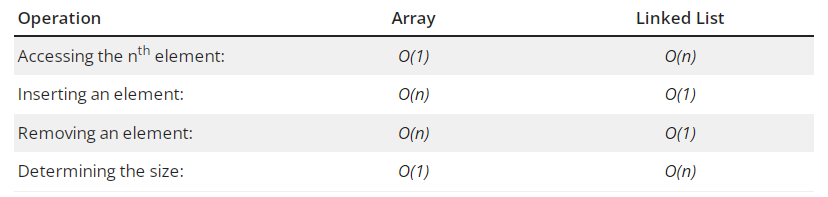 Operation Array Linked List
Accessing the nth element: O(1) O(n)
Inserting an element: O(n) O(1)
Removing an element: O(n) O(1)
Determining the size: O(1) O(n)